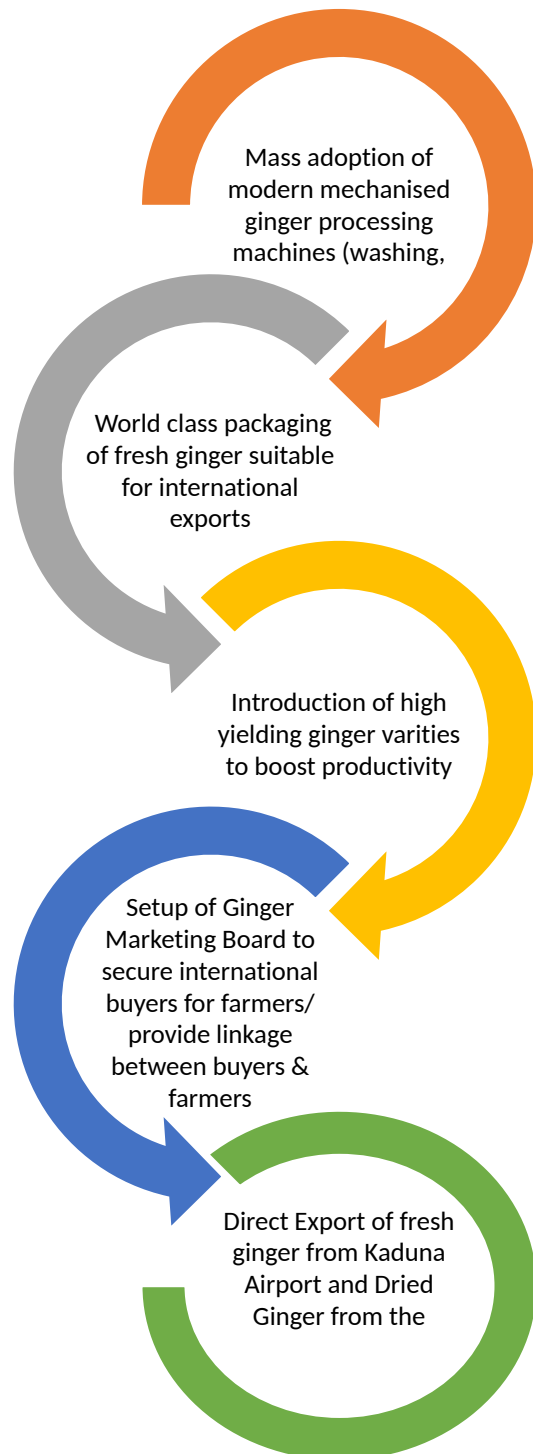 Mass adoption of
modern mechanised
ginger processing
machines (washing,
World class packaging
of fresh ginger suitable
for international
exports
Introduction of high
yielding ginger varities
to boost productivity
Setup of Ginger
Marketing Board to
secure international
buyers for farmers/
provide linkage
between buyers &
farmers
Direct Export of fresh
ginger from Kaduna
Airport and Dried
Ginger from the